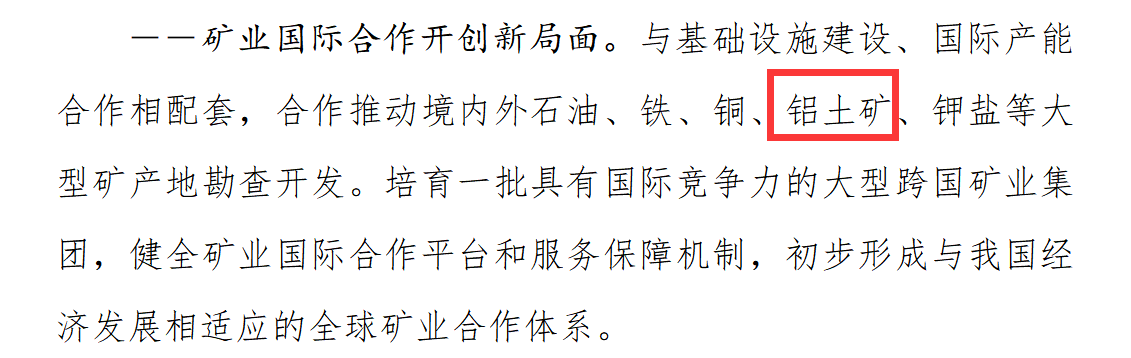 ——矿业国际合作开创新局面。与基础设施建设、国际产能
合作相配套，合作推动境内外石油、铁、铜、铝土矿、钾盐等大
型矿产地勘查开发。培育一批具有国际竞争力的大型跨国矿业集
团，健全矿业国际合作平台和服务保障机制，初步形成与我国经
济发展相适应的全球矿业合作体系。